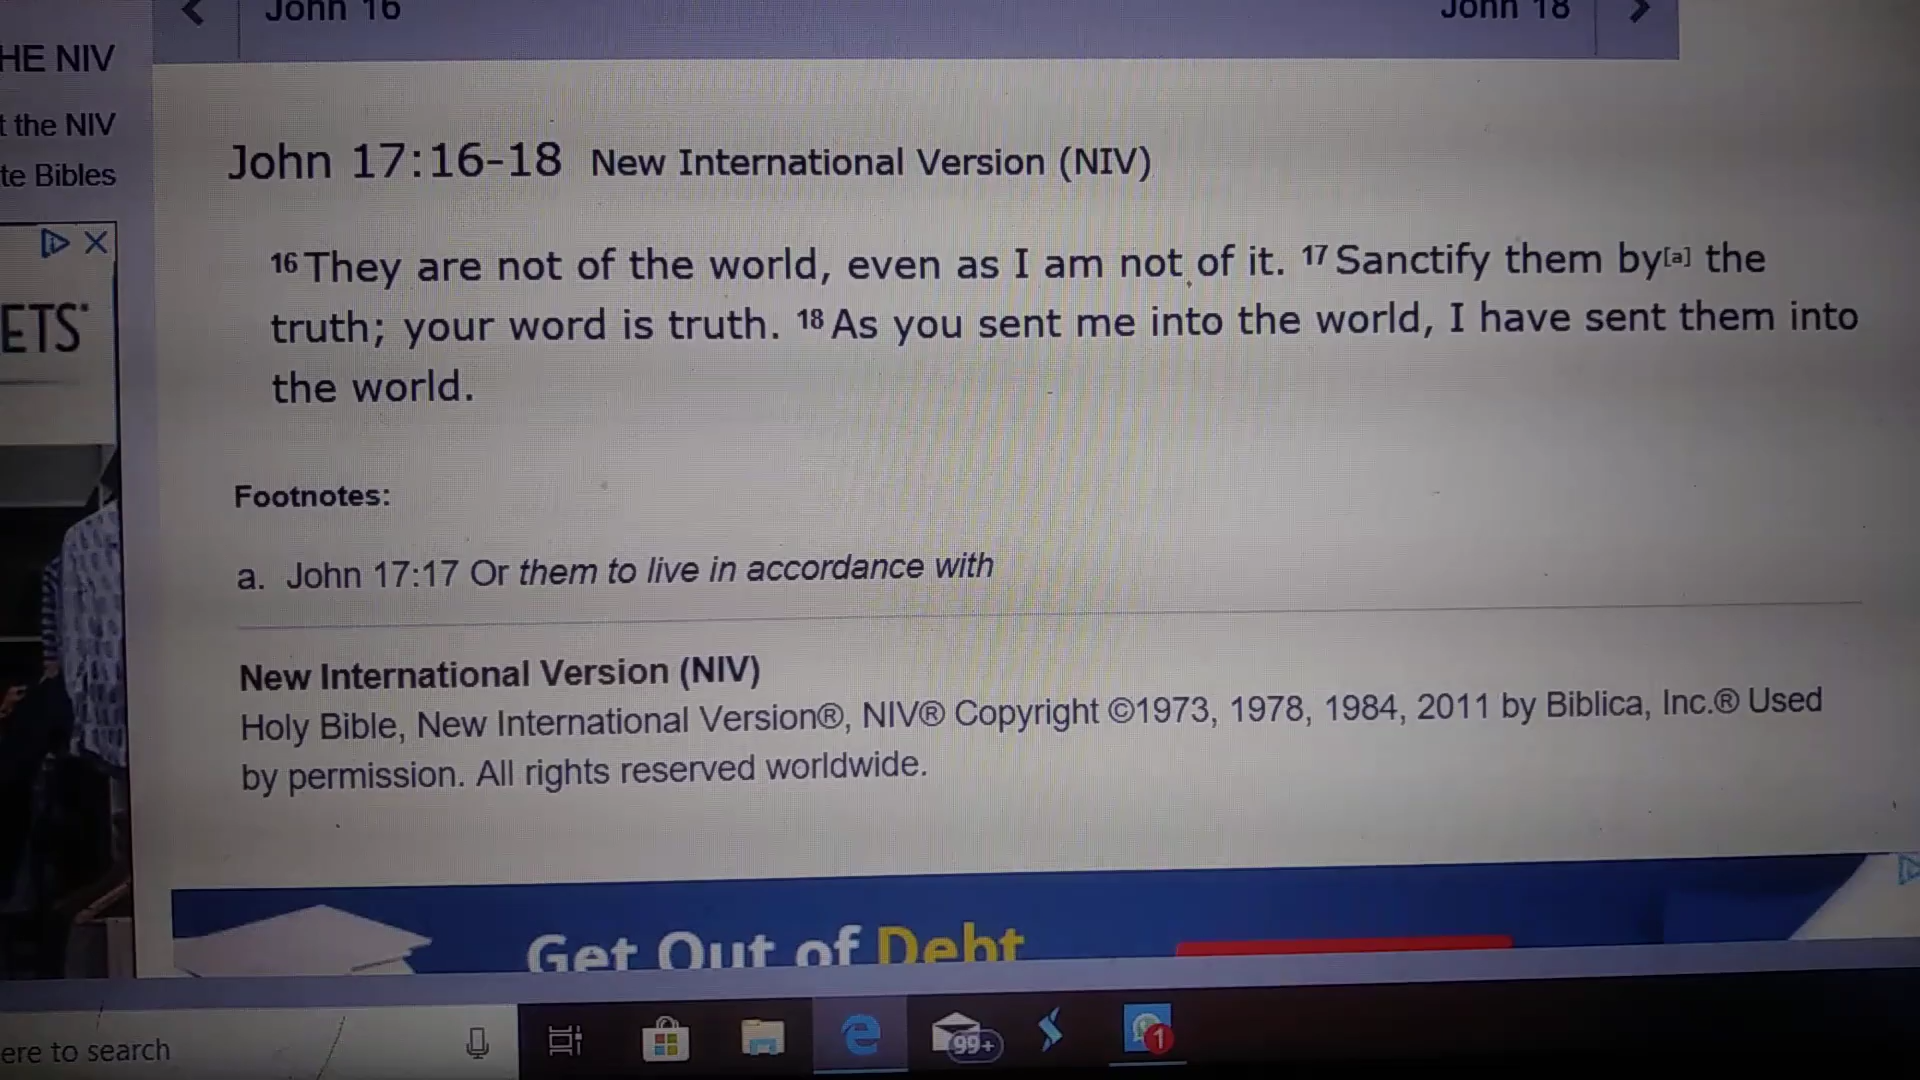 John 16
John 18
HE NIV
t the NIV
te Bibles
ETS
John 17:16-18 New International Version (NIV)
16 They are not of the world, even as I am not of it. 17 Sanctify them by[a] the
truth; your word is truth. 18 As you sent me into the world, I have sent them into
the world.
Footnotes:
a. John 17:17 Or them to live in accordance with
New International Version (NIV)
Holy Bible, New International Version®, NIV® Copyright ©1973, 1978, 1984, 2011 by Biblica, Inc.® Used
by permission. All rights reserved worldwide.
Get Out of Debt
ere to search
99+
1